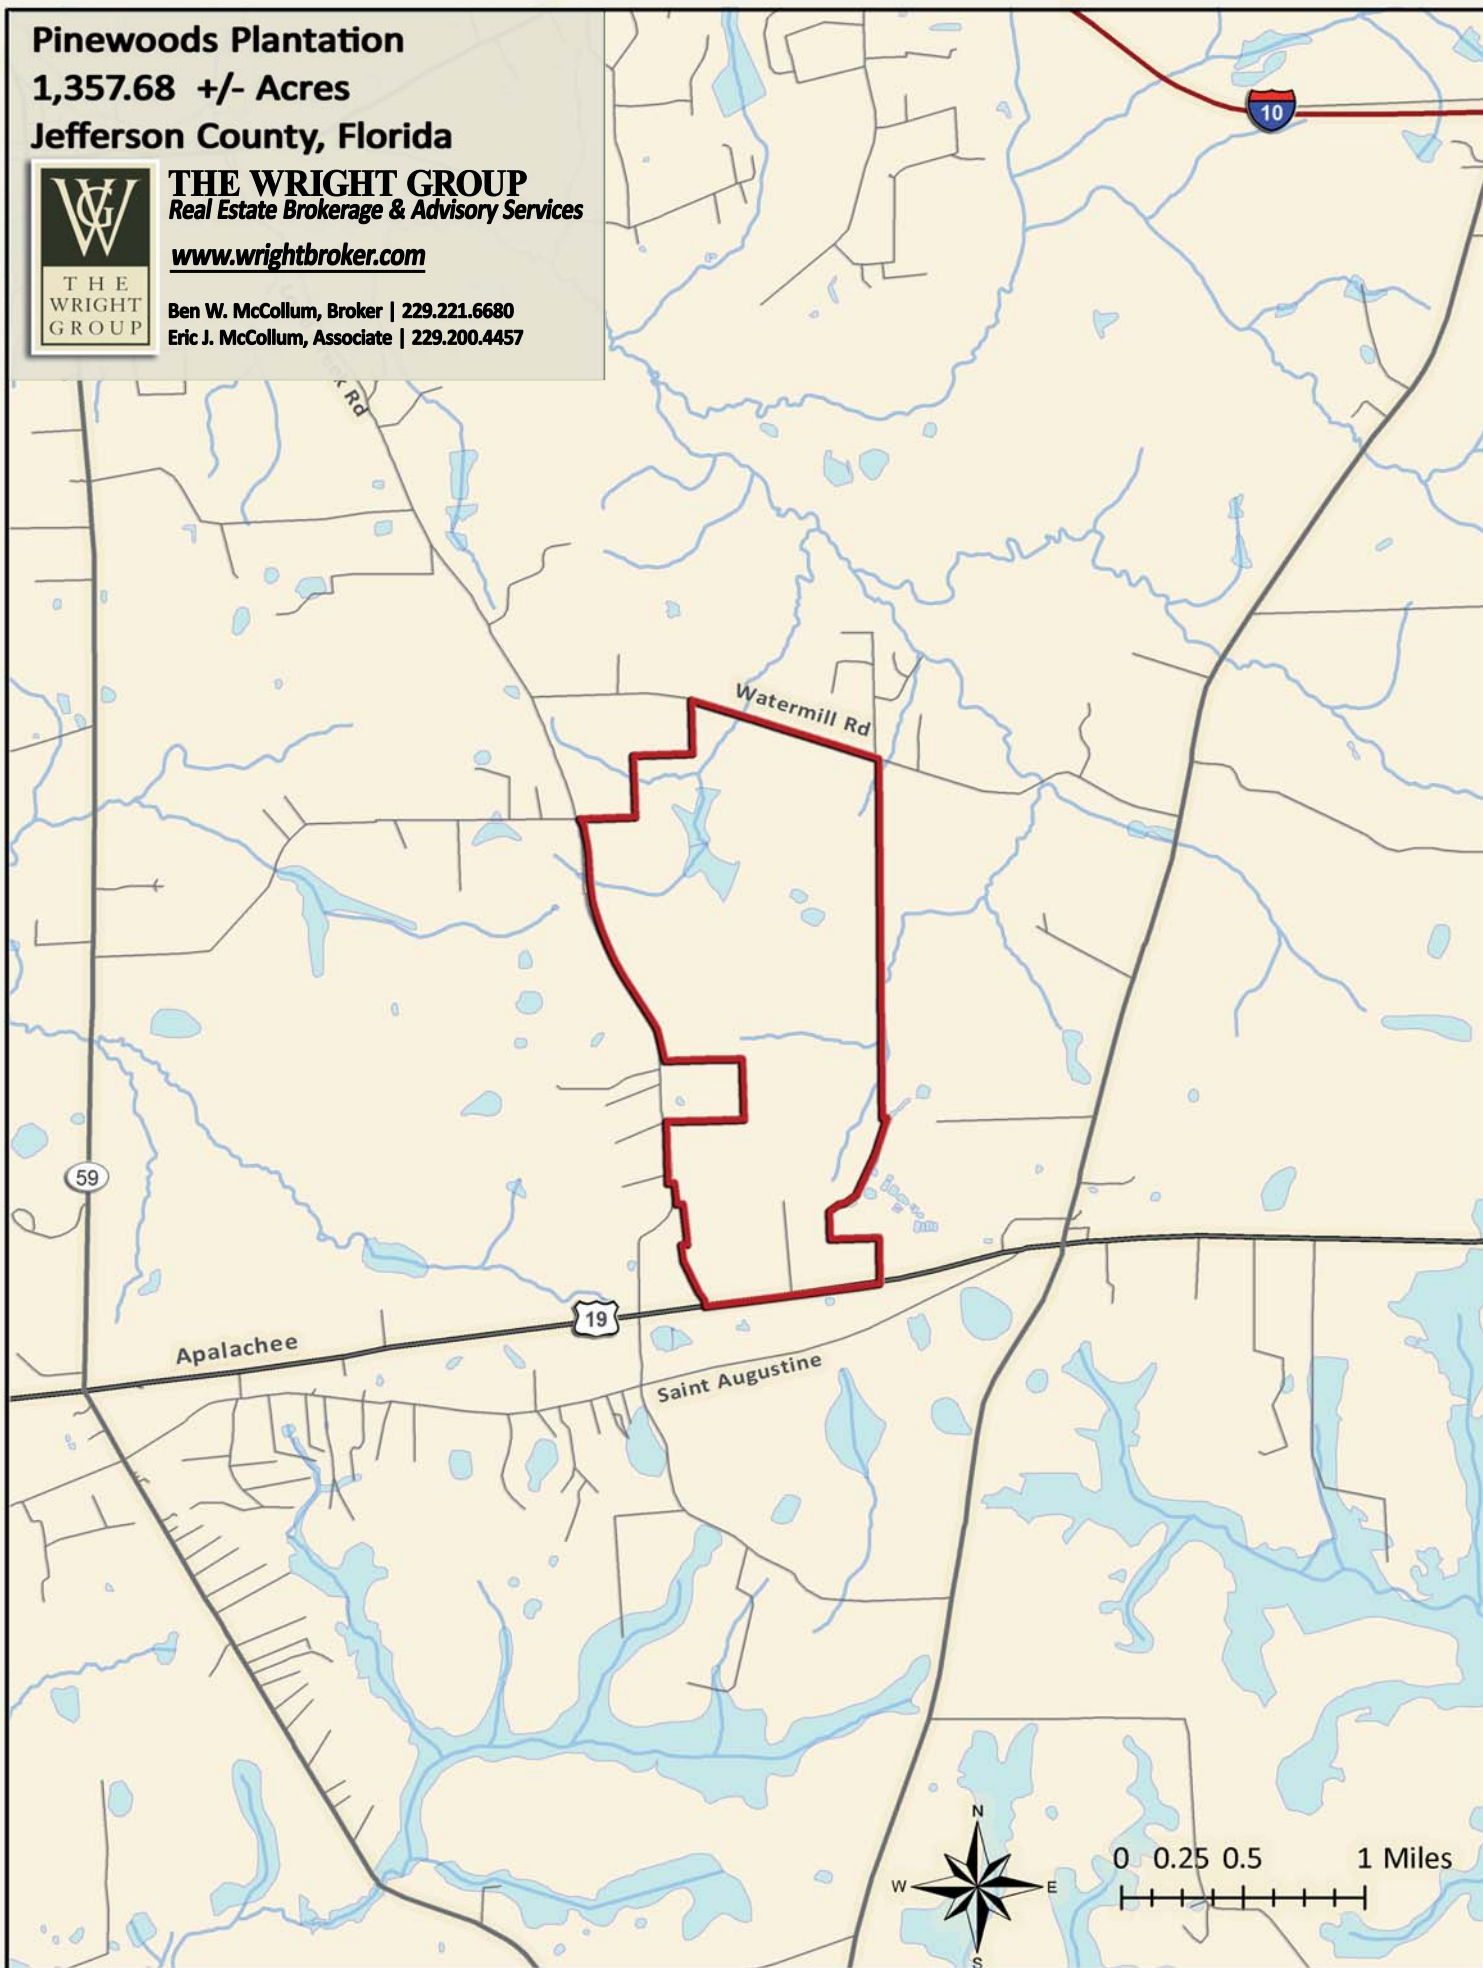 Pinewoods Plantation
1,357.68 +/- Acres
Jefferson County, Florida
WG
THE
WRIGHT
GROUP
THE WRIGHT GROUP
Real Estate Brokerage & Advisory Services
www.wrightbroker.com
Ben W. McCollum, Broker | 229.221.6680
Eric J. McCollum, Associate | 229.200.4457
10
Rd
Watermill Rd
59
19
Apalachee
Saint Augustine
N
W
E
S
0 0.25 0.5 1 Miles